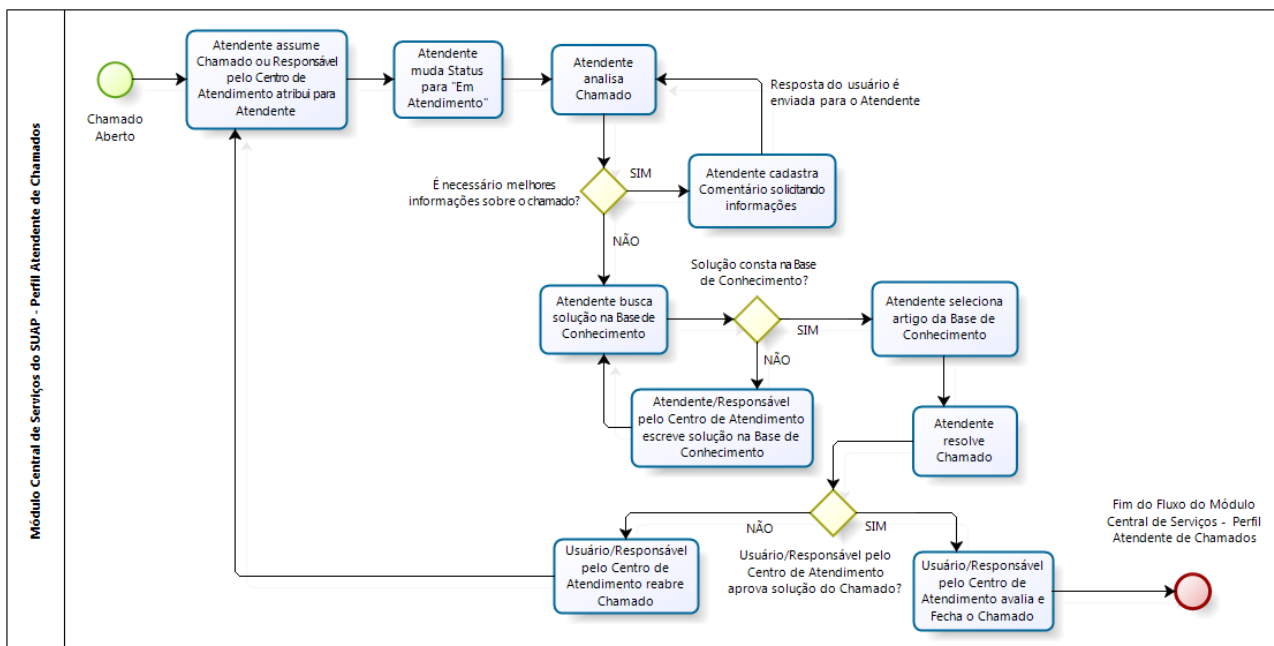 Módulo Central de Serviços do SUAP - Perfil Atendente de Chamados
Chamado
Aberto
Atendente assume
Chamado ou Responsável
pelo Centro de
Atendimento atribui para
Atendente
Atendente
muda Status
para "Em
Atendimento"
Atendente
analisa
Chamado
Resposta do usuário é
enviada para o Atendente
É necessário melhores
informações sobre o chamado?
SIM
Atendente cadastra
Comentário solicitando
informações
NÃO
Atendente busca
solução na Base de
Conhecimento
Solução consta na Base
de Conhecimento?
SIM
Atendente seleciona
artigo da Base de
Conhecimento
NÃO
Atendente/Responsável
pelo Centro de Atendimento
escreve solução na Base de
Conhecimento
Atendente
resolve
Chamado
NÃO
SIM
Usuário/Responsável pelo
Centro de Atendimento
aprova solução do Chamado?
Usuário/Responsável
pelo Centro de
Atendimento reabre
Chamado
Usuário/Responsável
pelo Centro de
Atendimento avalia e
Fecha o Chamado
Fim do Fluxo do Módulo
Central de Serviços - Perfil
Atendente de Chamados